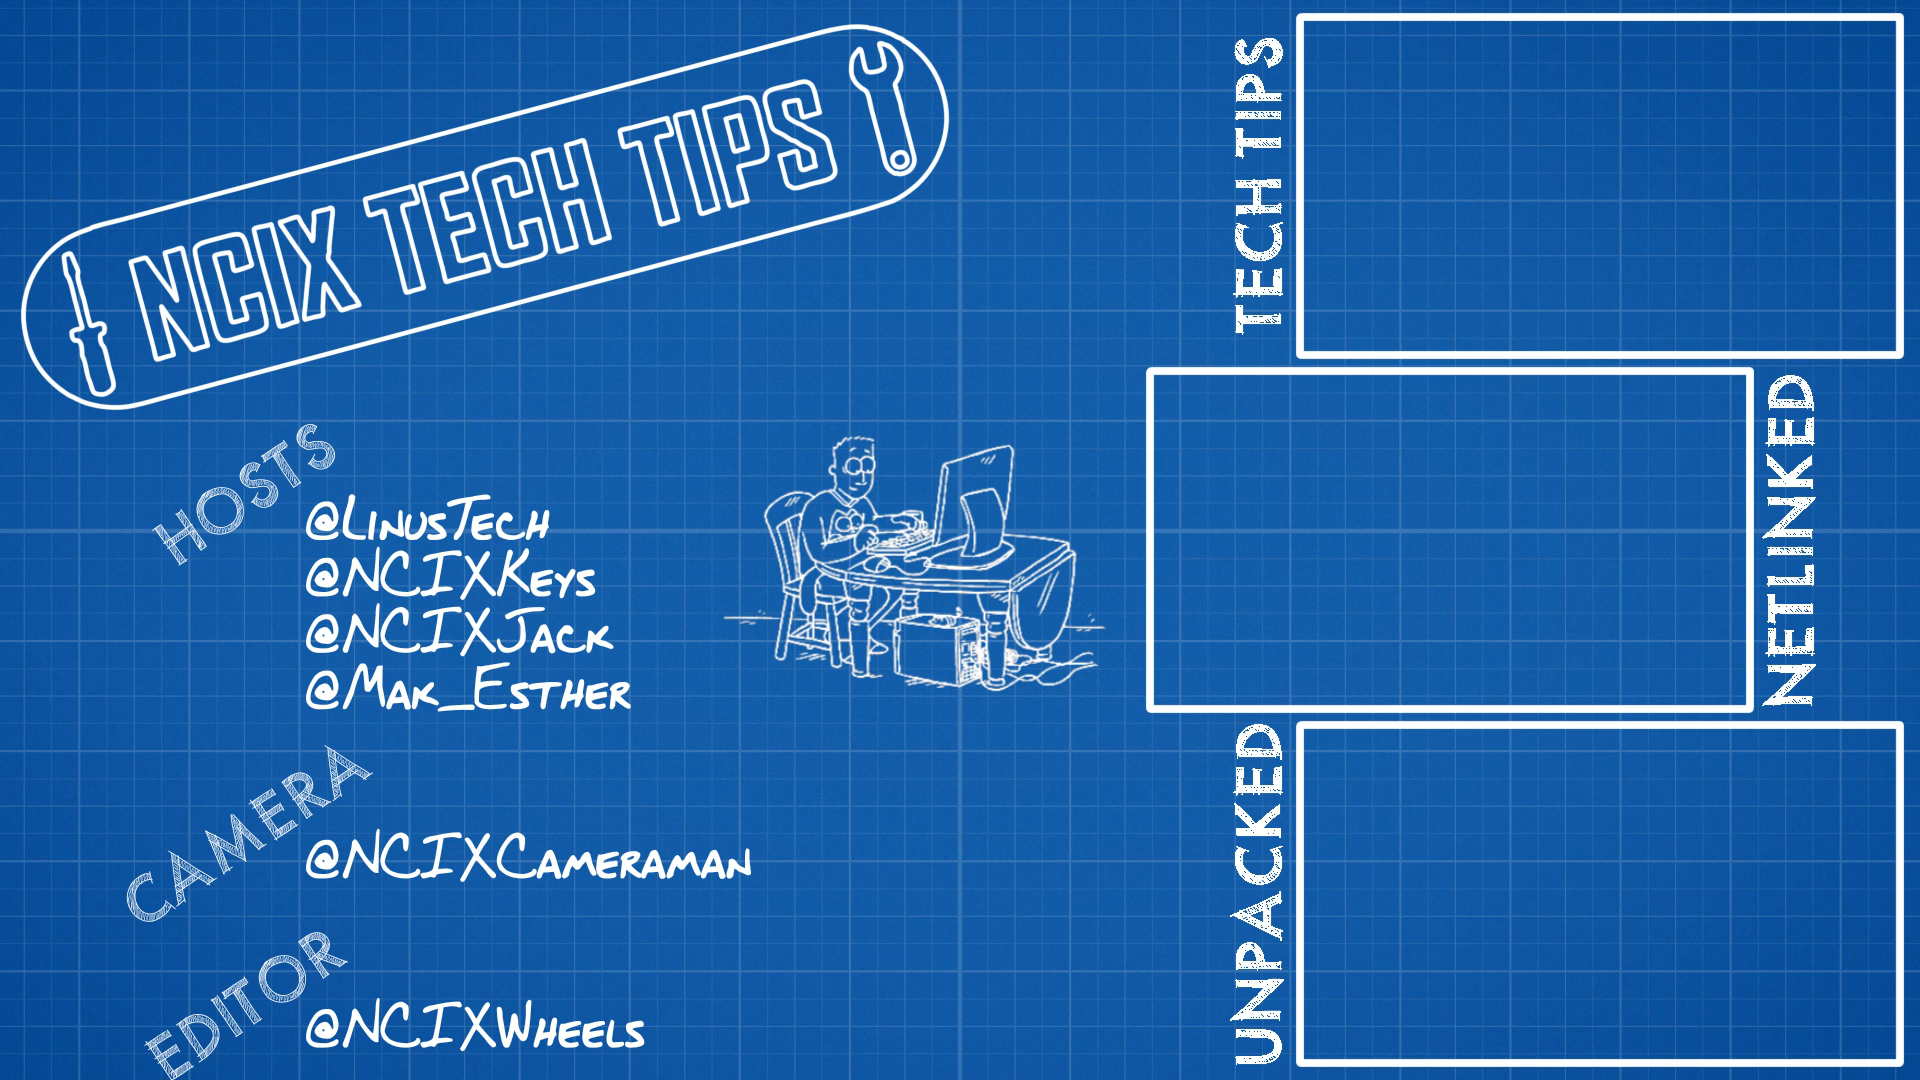 NCIX TECH TIPS
HOSTS
@LinusTech
@NCIXKeys
@NCIXJack
@Mak_Esther
CAMERA
@NCIXCameraman
EDITOR
@NCIXWheels
TECH TIPS
NETLINKED
UNPACKED